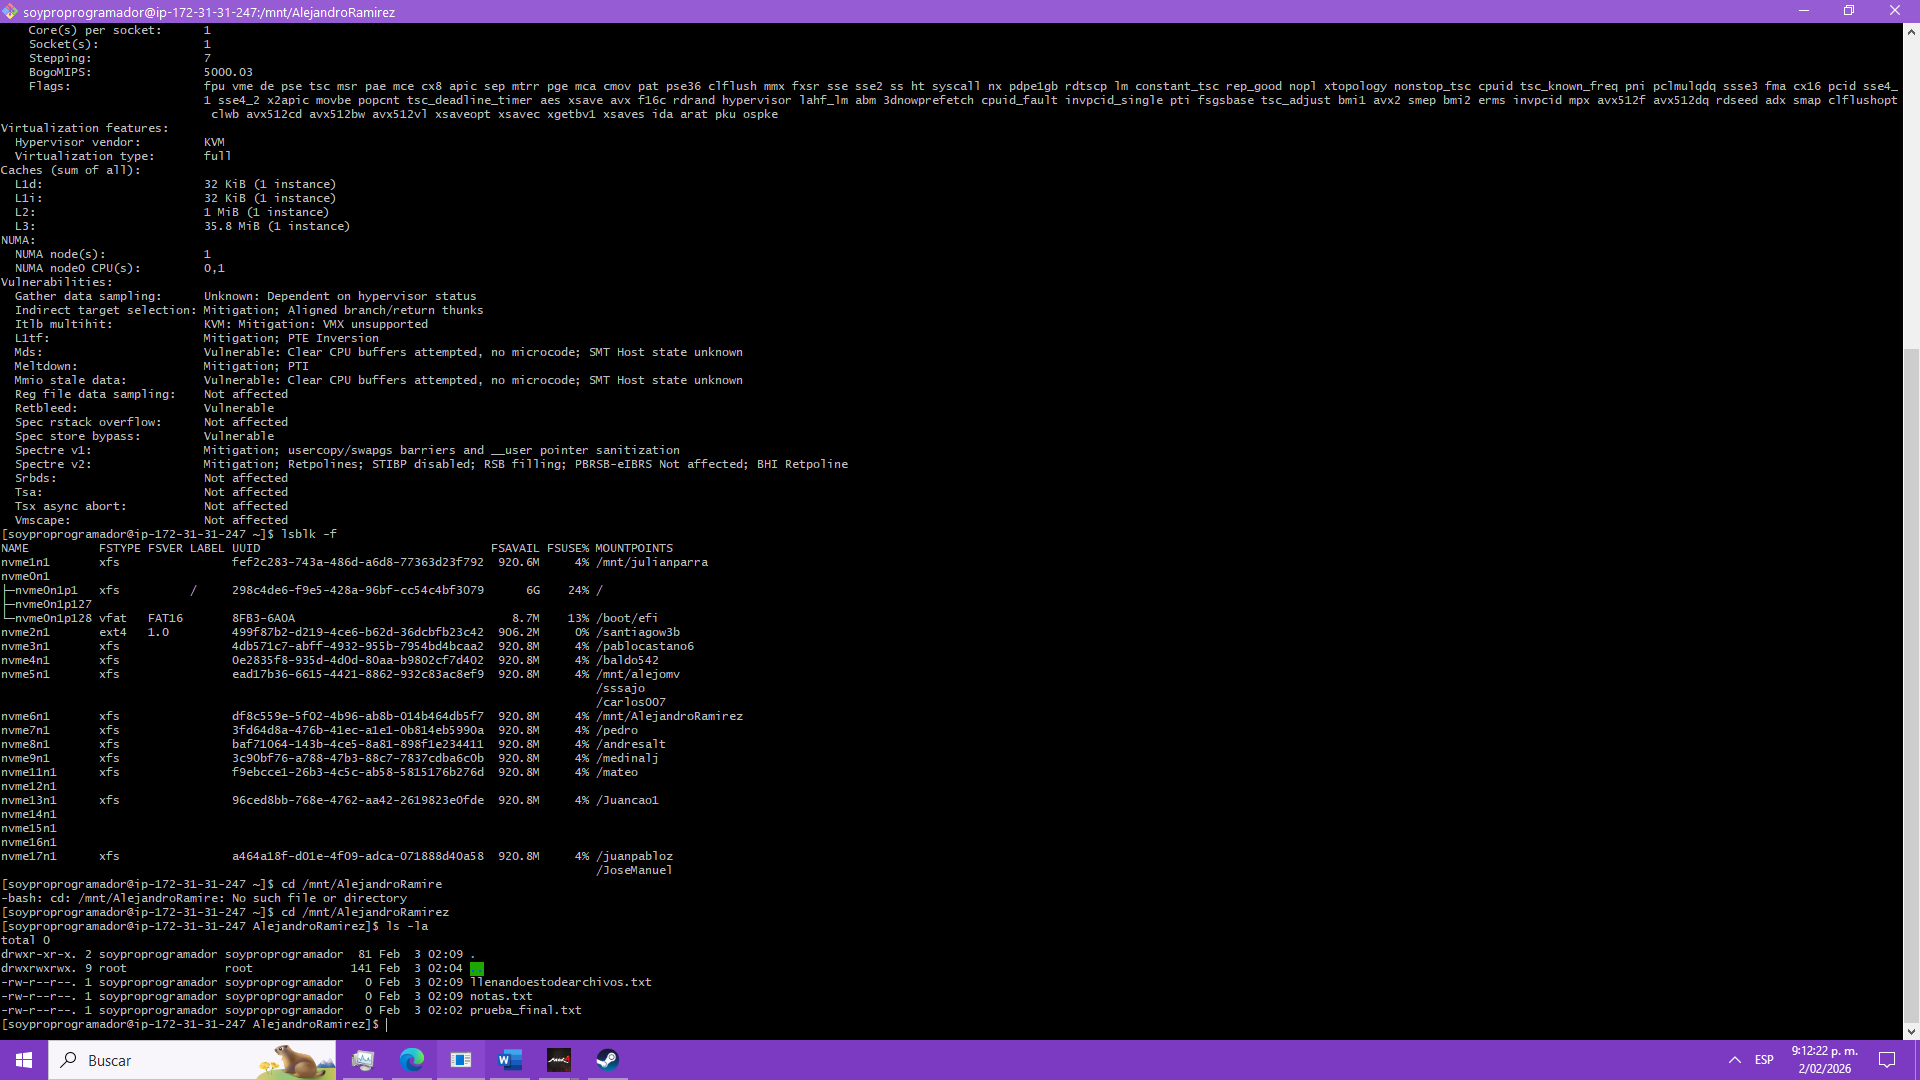 soyproprogramador@ip-172-31-31-247:/mnt/AlejandroRamirez
    Core(s) per socket:      1
    Socket(s):               1
    Stepping:                7
    BogoMIPS:                5000.03
    Flags:                   fpu vme de pse tsc msr pae mce cx8 apic sep mtrr pge mca cmov pat pse36 clflush mmx fxsr sse sse2 ss ht syscall nx pdpe1gb rdtscp lm constant_tsc rep_good nopl xtopology nonstop_tsc cpuid tsc_known_freq pni pclmulqdq ssse3 fma cx16 pcid sse4_
                             1 sse4_2 x2apic movbe popcnt tsc_deadline_timer aes xsave avx f16c rdrand hypervisor lahf_lm abm 3dnowprefetch cpuid_fault invpcid_single pti fsgsbase tsc_adjust bmi1 avx2 smep bmi2 erms invpcid mpx avx512f avx512dq rdseed adx smap clflushopt
                              clwb avx512cd avx512bw avx512vl xsaveopt xsavec xgetbv1 xsaves ida arat pku ospke
Virtualization features:
  Hypervisor vendor:         KVM
  Virtualization type:       full
Caches (sum of all):
  L1d:                       32 KiB (1 instance)
  L1i:                       32 KiB (1 instance)
  L2:                        1 MiB (1 instance)
  L3:                        35.8 MiB (1 instance)
NUMA:
  NUMA node(s):              1
  NUMA node0 CPU(s):         0,1
Vulnerabilities:
  Gather data sampling:      Unknown: Dependent on hypervisor status
  Indirect target selection: Mitigation; Aligned branch/return thunks
  Itlb multihit:             KVM: Mitigation: VMX unsupported
  L1tf:                      Mitigation; PTE Inversion
  Mds:                       Vulnerable: Clear CPU buffers attempted, no microcode; SMT Host state unknown
  Meltdown:                  Mitigation; PTI
  Mmio stale data:           Vulnerable: Clear CPU buffers attempted, no microcode; SMT Host state unknown
  Reg file data sampling:    Not affected
  Retbleed:                  Vulnerable
  Spec rstack overflow:      Not affected
  Spec store bypass:         Vulnerable
  Spectre v1:                Mitigation; usercopy/swapgs barriers and __user pointer sanitization
  Spectre v2:                Mitigation; Retpolines; STIBP disabled; RSB filling; PBRSB-eIBRS Not affected; BHI Retpoline
  Srbds:                     Not affected
  Tsa:                       Not affected
  Tsx async abort:           Not affected
  Vmscape:                   Not affected
[soyproprogramador@ip-172-31-31-247 ~]$ lsblk -f
NAME          FSTYPE FSVER LABEL UUID                                 FSAVAIL FSUSE% MOUNTPOINTS
nvme1n1       xfs                fef2c283-743a-486d-a6d8-77363d23f792  920.6M     4% /mnt/julianparra
nvme0n1
├─nvme0n1p1   xfs          /     298c4de6-f9e5-428a-96bf-cc54c4bf3079      6G    24% /
├─nvme0n1p127
└─nvme0n1p128 vfat   FAT16       8FB3-6A0A                               8.7M    13% /boot/efi
nvme2n1       ext4   1.0         499f87b2-d219-4ce6-b62d-36dcbfb23c42  906.2M     0% /santiagow3b
nvme3n1       xfs                4db571c7-abff-4932-955b-7954bd4bcaa2  920.8M     4% /pablocastano6
nvme4n1       xfs                0e2835f8-935d-4d0d-80aa-b9802cf7d402  920.8M     4% /baldo542
nvme5n1       xfs                ead17b36-6615-4421-8862-932c83ac8ef9  920.8M     4% /mnt/alejomv
                                                                                     /sssajo
                                                                                     /carlos007
nvme6n1       xfs                df8c559e-5f02-4b96-ab8b-014b464db5f7  920.8M     4% /mnt/AlejandroRamirez
nvme7n1       xfs                3fd64d8a-476b-41ec-a1e1-0b814eb5990a  920.8M     4% /pedro
nvme8n1       xfs                baf71064-143b-4ce5-8a81-898f1e234411  920.8M     4% /andresalt
nvme9n1       xfs                3c90bf76-a788-47b3-88c7-7837cdba6c0b  920.8M     4% /medinalj
nvme11n1      xfs                f9ebcce1-26b3-4c5c-ab58-5815176b276d  920.8M     4% /mateo
nvme12n1
nvme13n1      xfs                96ced8bb-768e-4762-aa42-2619823e0fde  920.8M     4% /Juancao1
nvme14n1
nvme15n1
nvme16n1
nvme17n1      xfs                a464a18f-d01e-4f09-adca-071888d40a58  920.8M     4% /juanpabloz
                                                                                     /JoseManuel
[soyproprogramador@ip-172-31-31-247 ~]$ cd /mnt/AlejandroRamire
-bash: cd: /mnt/AlejandroRamire: No such file or directory
[soyproprogramador@ip-172-31-31-247 ~]$ cd /mnt/AlejandroRamirez
[soyproprogramador@ip-172-31-31-247 AlejandroRamirez]$ ls -la
total 0
drwxr-xr-x. 2 soyproprogramador soyproprogramador  81 Feb  3 02:09 .
drwxrwxrwx. 9 root              root              141 Feb  3 02:04 ..
-rw-r--r--. 1 soyproprogramador soyproprogramador   0 Feb  3 02:09 llenandoestodearchivos.txt
-rw-r--r--. 1 soyproprogramador soyproprogramador   0 Feb  3 02:09 notas.txt
-rw-r--r--. 1 soyproprogramador soyproprogramador   0 Feb  3 02:02 prueba_final.txt
[soyproprogramador@ip-172-31-31-247 AlejandroRamirez]$
Buscar
ESP
9:12:22 p. m.
2/02/2026